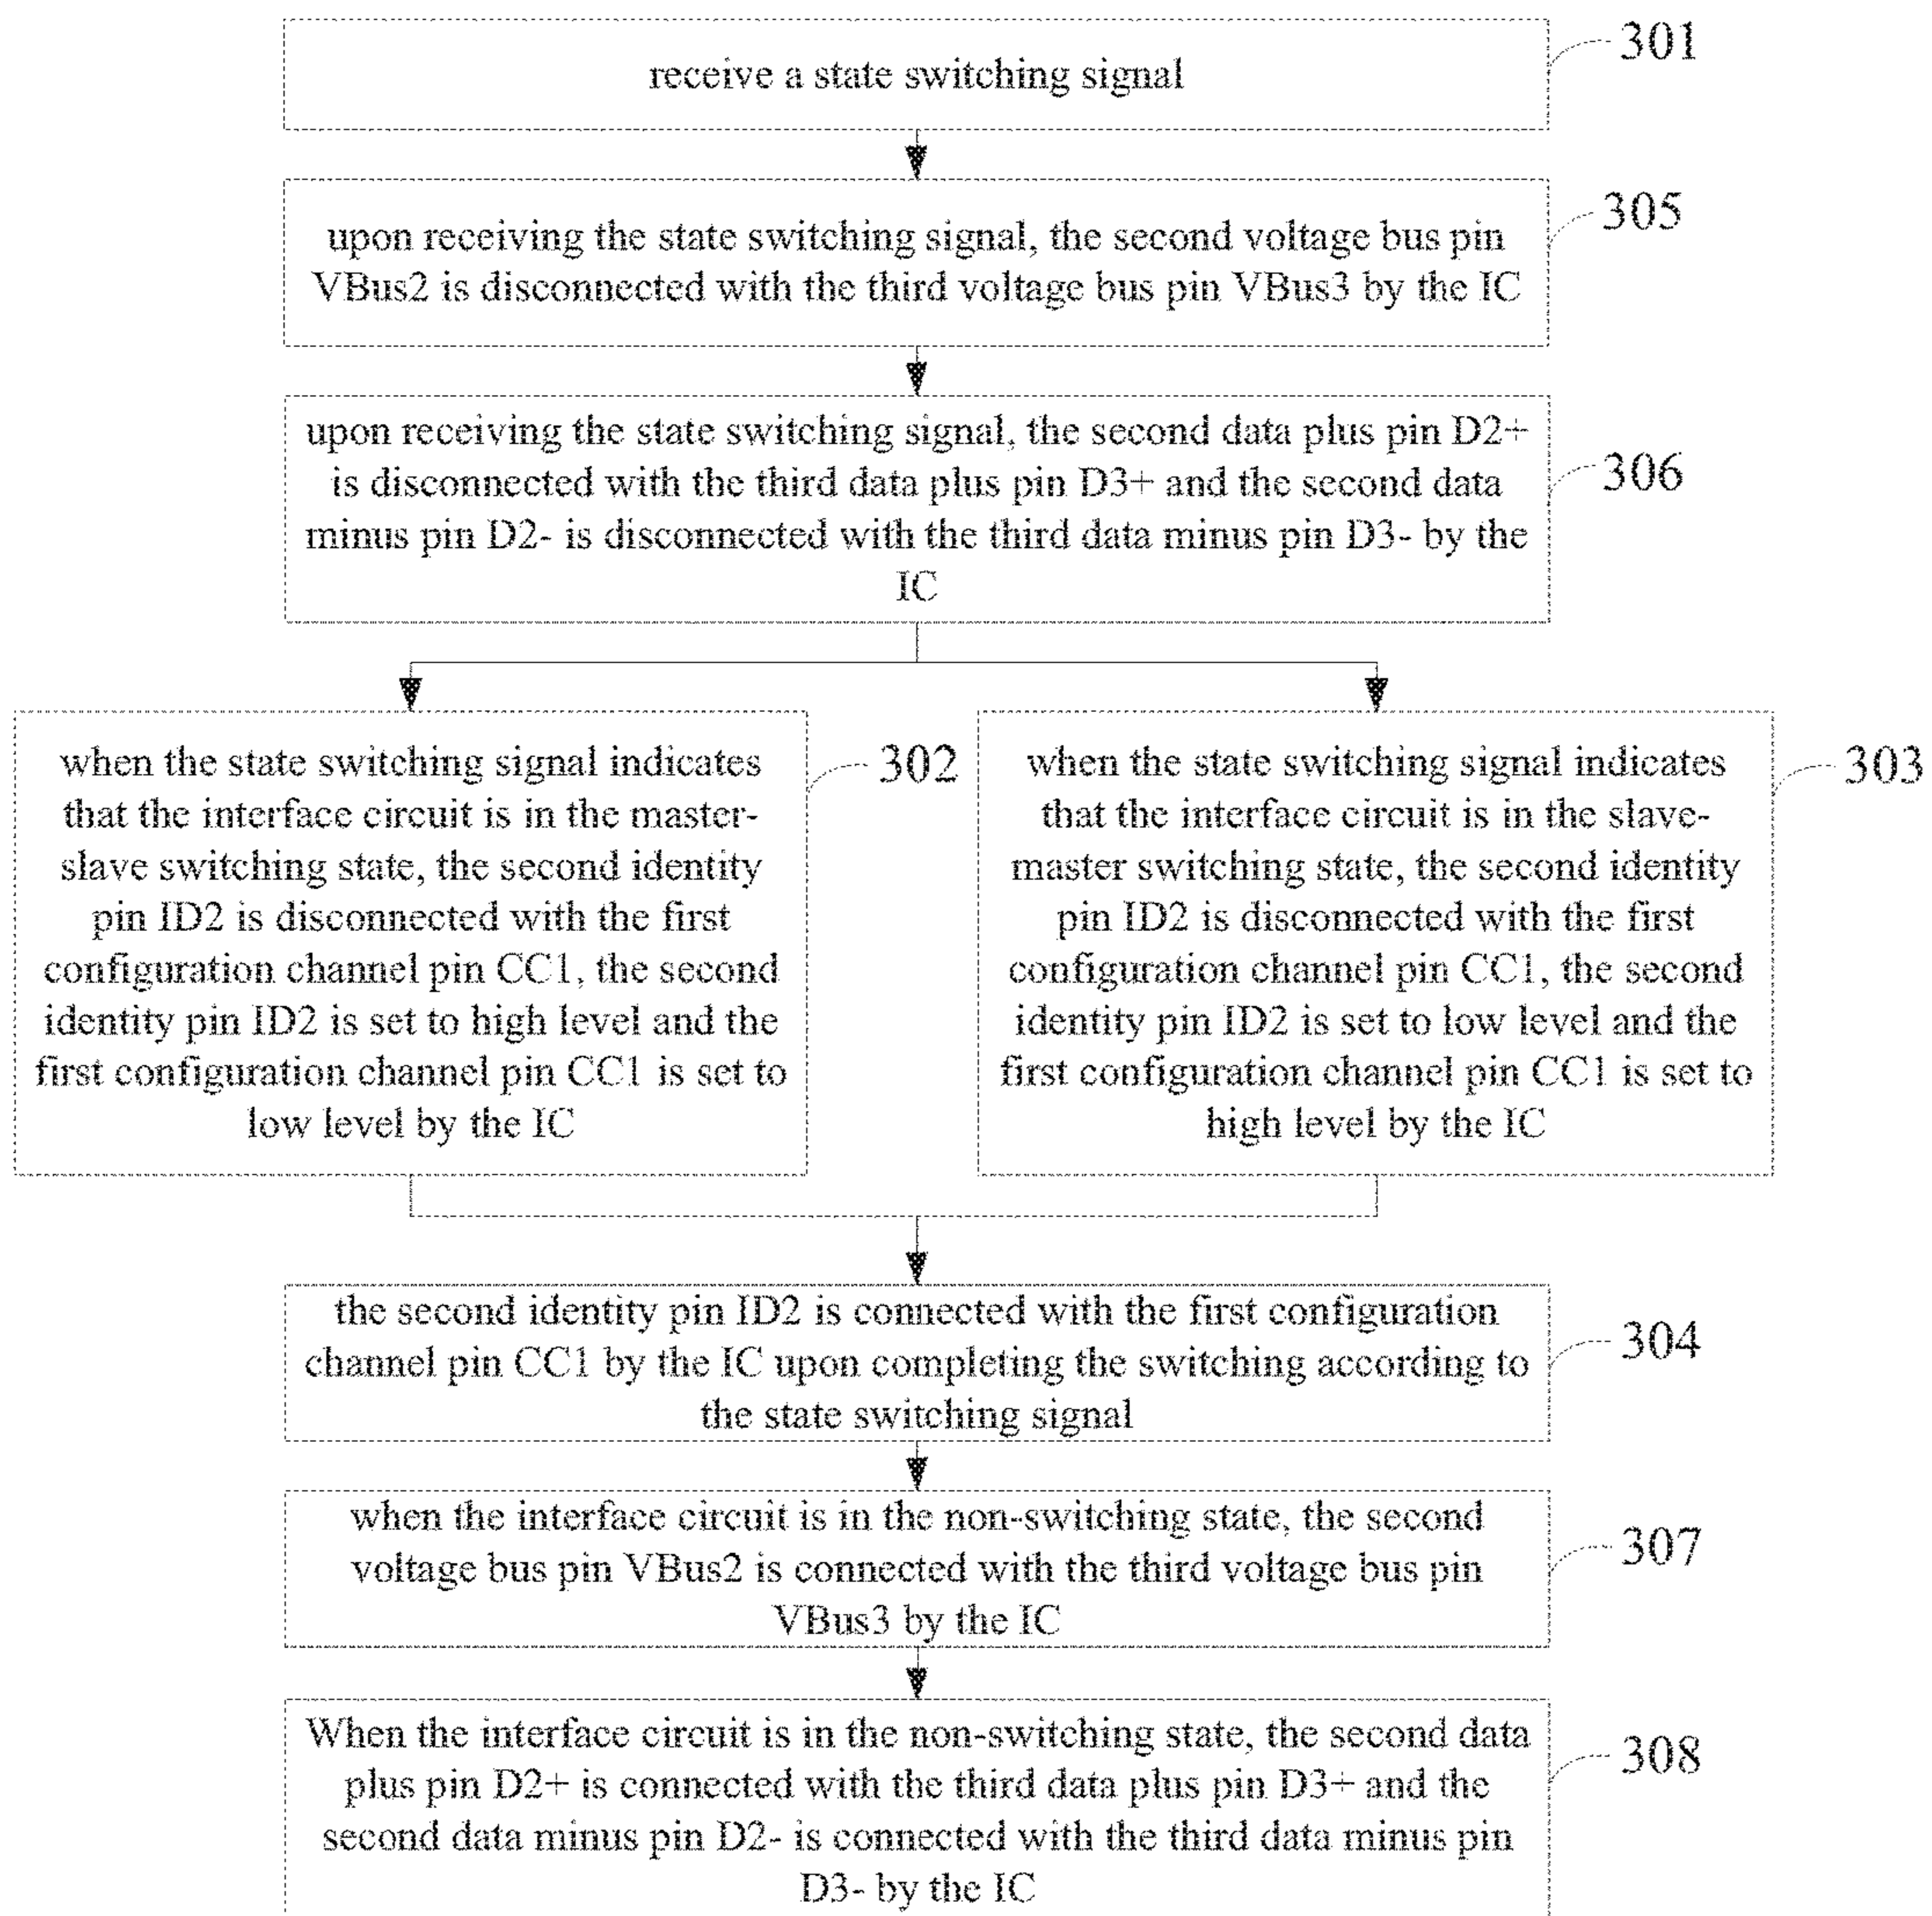 receive a state switching signal
301
upon receiving the state switching signal, the second voltage bus pin
VBus2 is disconnected with the third voltage bus pin VBus3 by the IC
305
upon receiving the state switching signal, the second data plus pin D2+
is disconnected with the third data plus pin D3+ and the second data
minus pin D2- is disconnected with the third data minus pin D3- by the
IC
306
when the state switching signal indicates
that the interface circuit is in the master-
slave switching state, the second identity
pin ID2 is disconnected with the first
configuration channel pin CC1, the second
identity pin ID2 is set to high level and the
first configuration channel pin CC1 is set to
low level by the IC
302
when the state switching signal indicates
that the interface circuit is in the slave-
master switching state, the second identity
pin ID2 is disconnected with the first
configuration channel pin CC1, the second
identity pin ID2 is set to low level and the
first configuration channel pin CC1 is set to
high level by the IC
303
the second identity pin ID2 is connected with the first configuration
channel pin CC1 by the IC upon completing the switching according to
the state switching signal
304
when the interface circuit is in the non-switching state, the second
voltage bus pin VBus2 is connected with the third voltage bus pin
VBus3 by the IC
307
When the interface circuit is in the non-switching state, the second data
plus pin D2+ is connected with the third data plus pin D3+ and the
second data minus pin D2- is connected with the third data minus pin
D3- by the IC
308